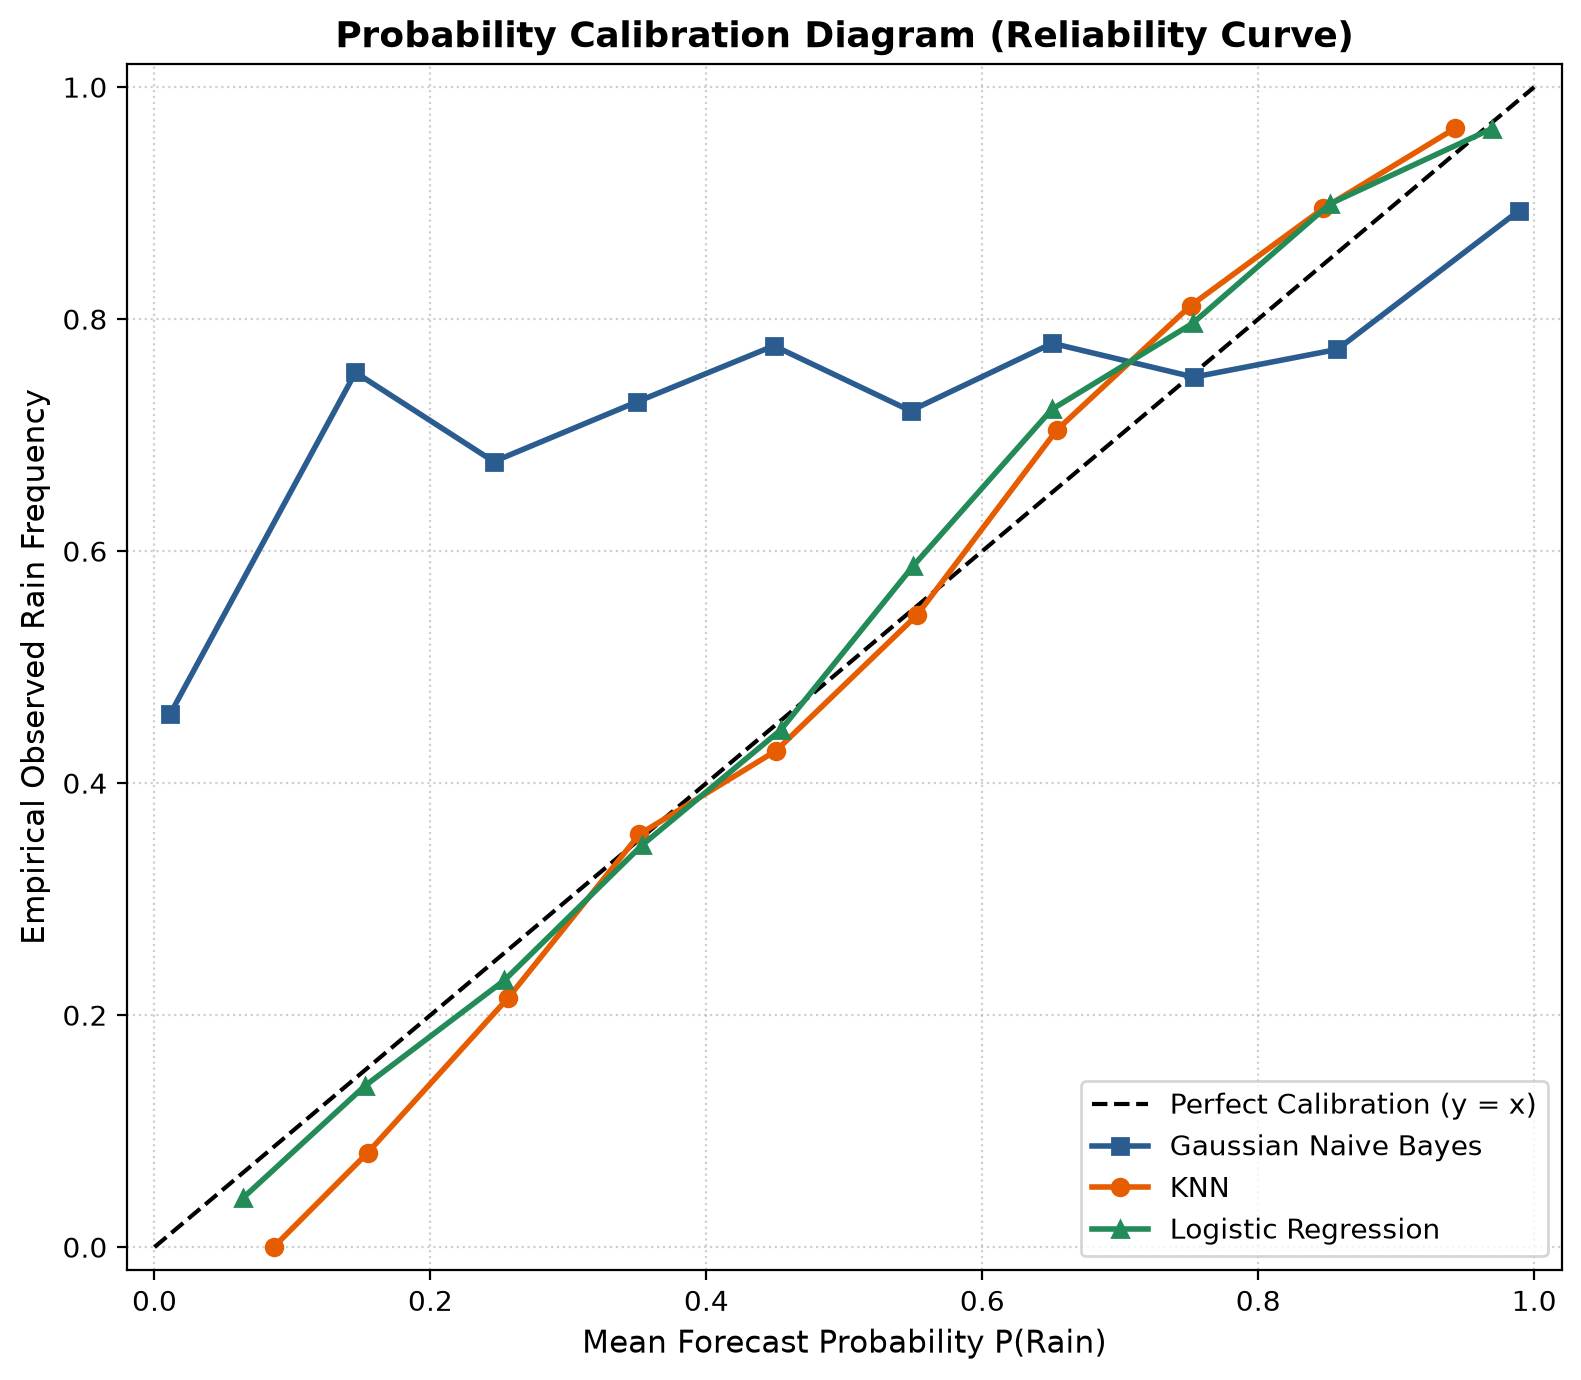 Probability Calibration Diagram (Reliability Curve)
Empirical Observed Rain Frequency
1.0
0.8
0.6
0.4
0.2
0.0
0.0 0.2 0.4 0.6 0.8 1.0
Mean Forecast Probability P(Rain)
Perfect Calibration (y = x)
Gaussian Naive Bayes
KNN
Logistic Regression